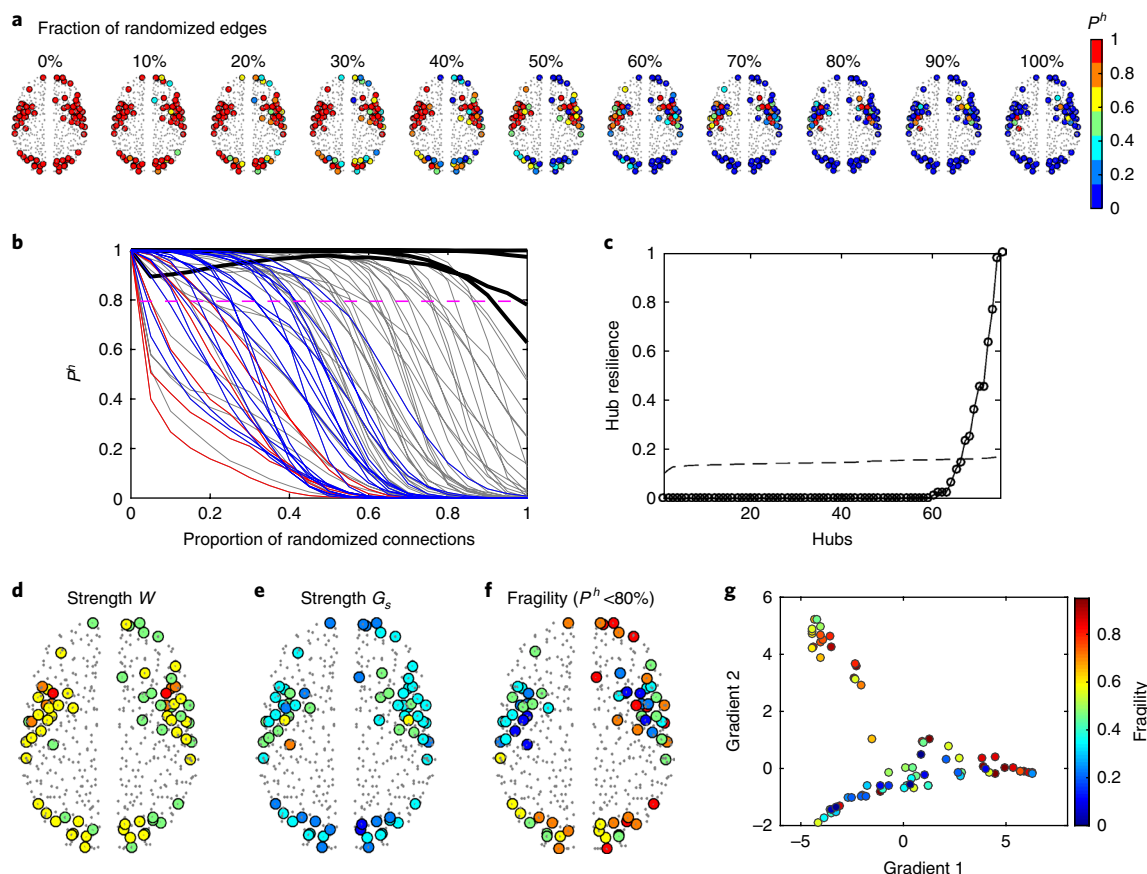 a Fraction of randomized edges
P^h
0% 10% 20% 30% 40% 50% 60% 70% 80% 90% 100%
1
0.8
0.6
0.4
0.2
0
b
1
0.8
0.6
0.4
0.2
0
P^h
0.2 0.4 0.6 0.8 1
Proportion of randomized connections
c
1
0.8
0.6
0.4
0.2
0
Hub resilience
20 40 60
Hubs
d Strength W
e Strength G_s
f Fragility (P^h <80%)
g
6
4
2
0
−2
Gradient 2
−5 0 5
Gradient 1
0.8
0.6
0.4
0.2
0
Fragility